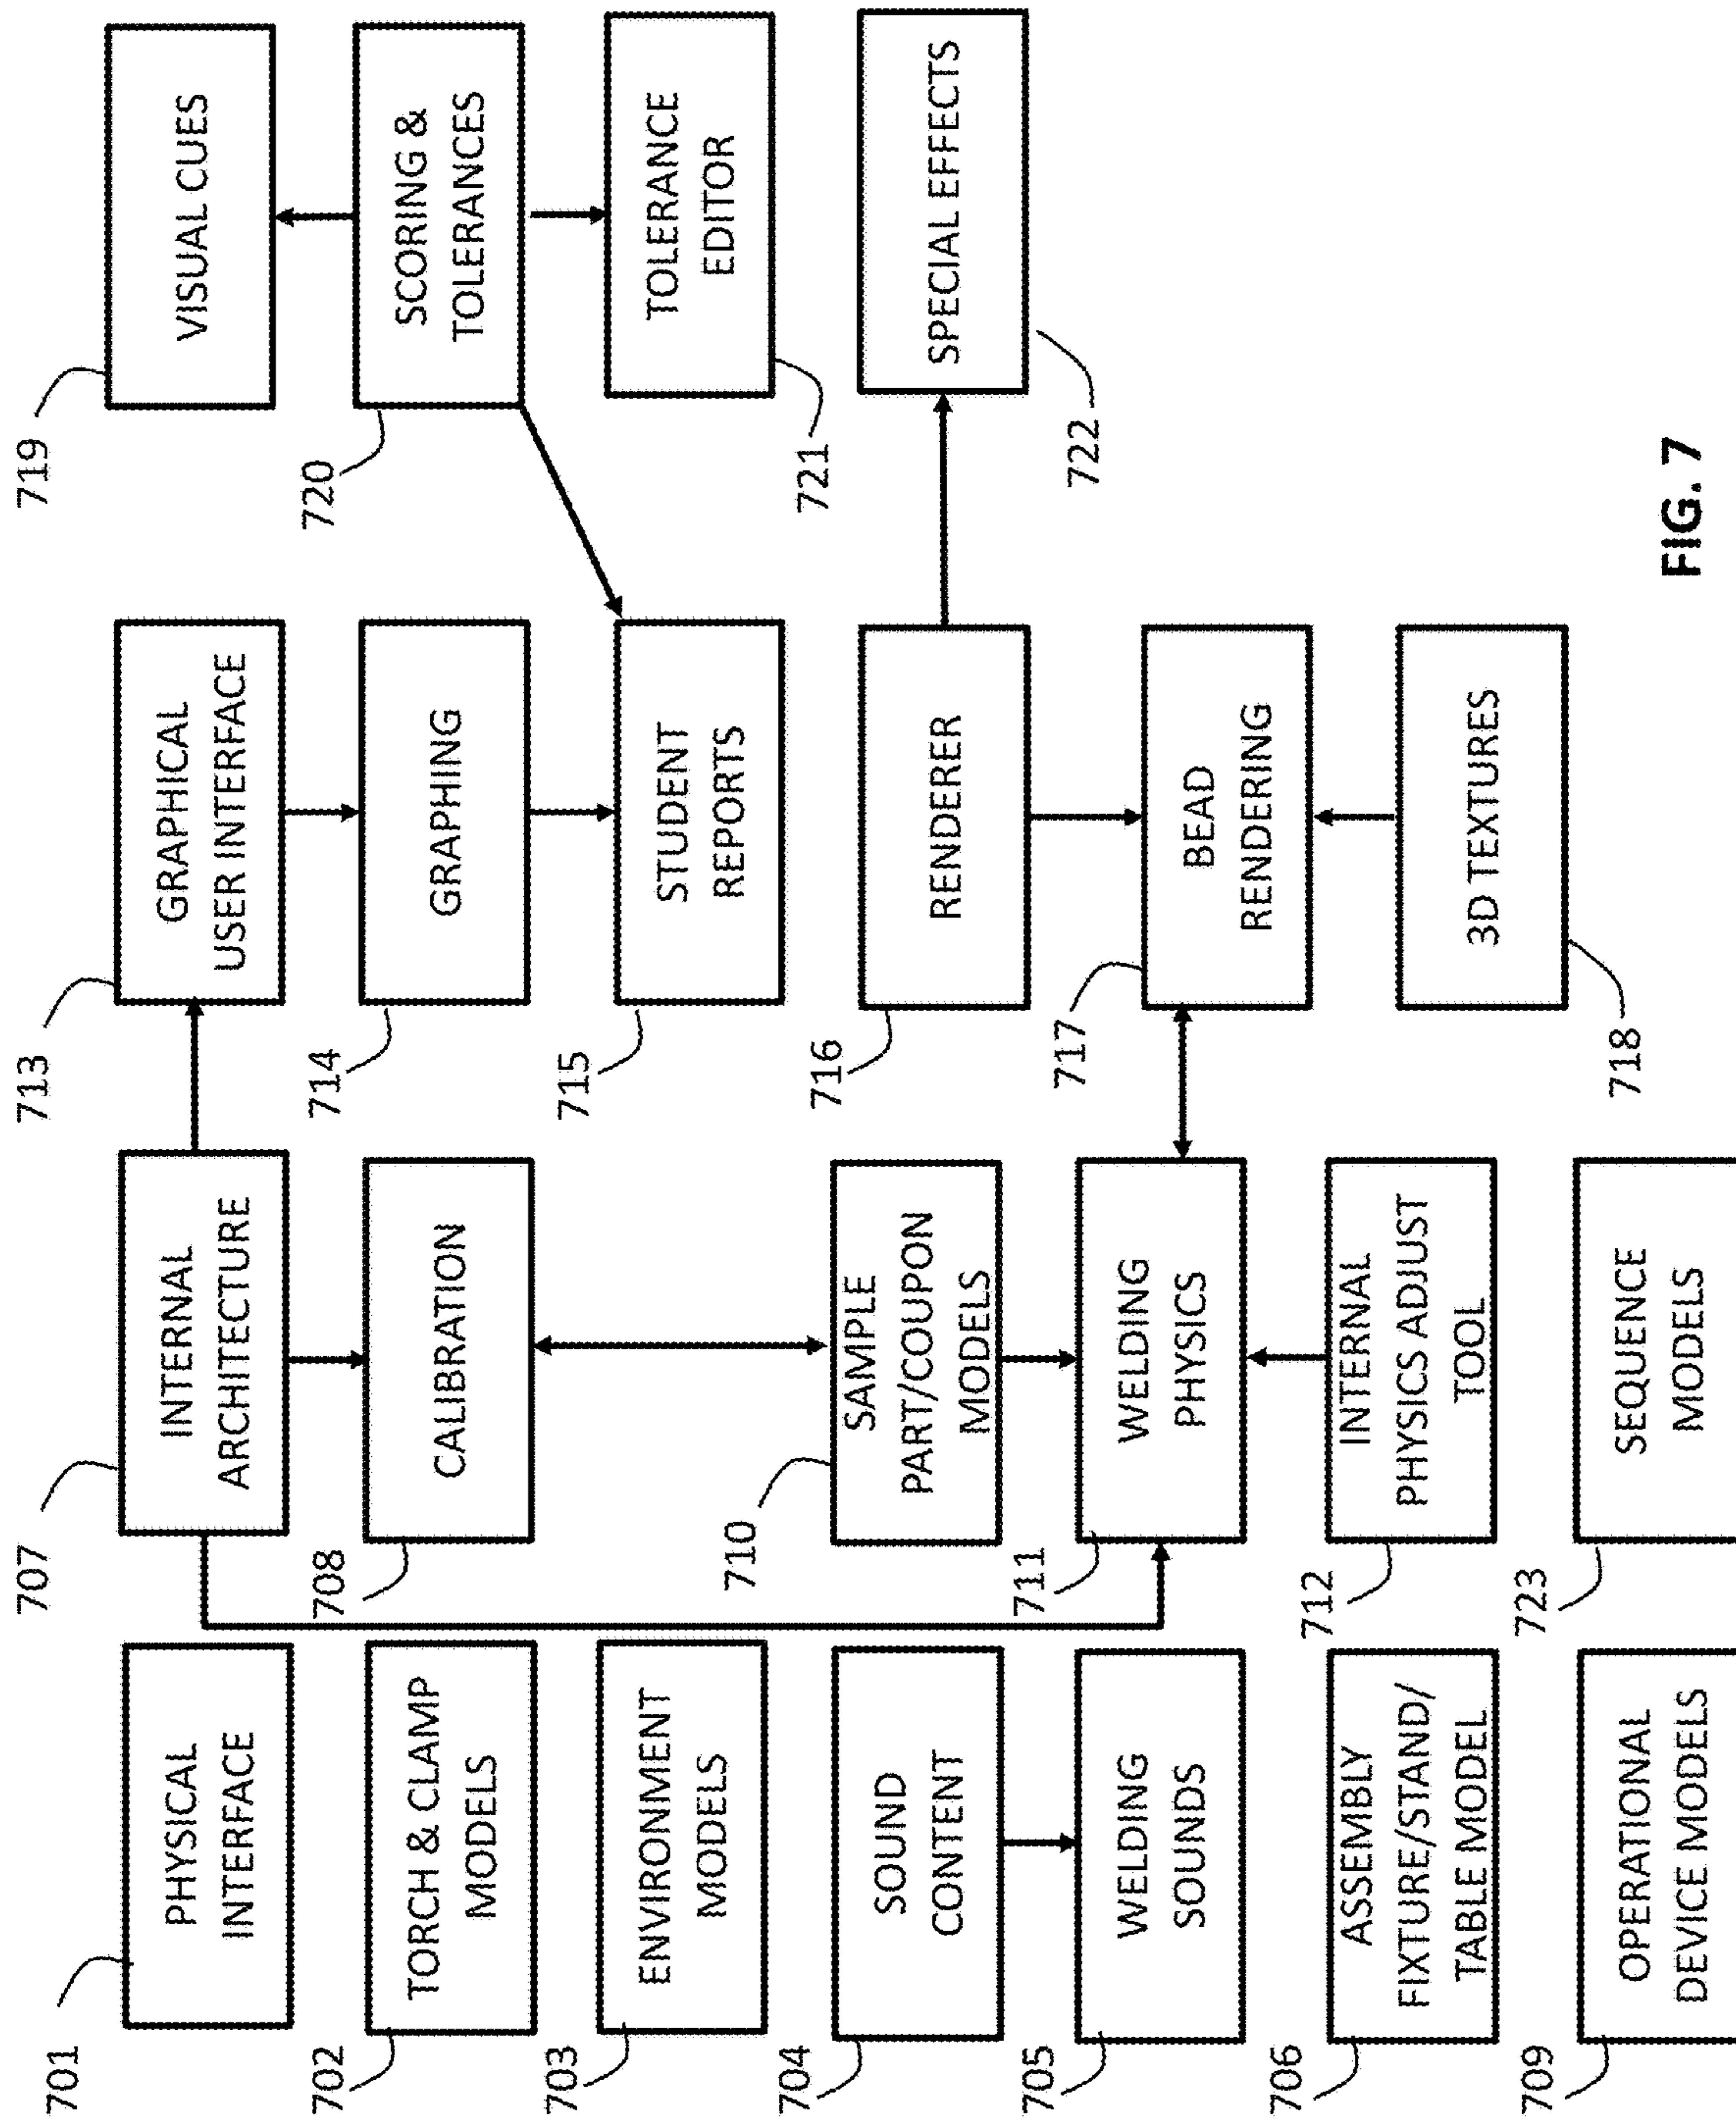 701
PHYSICAL
INTERFACE
702
TORCH & CLAMP
MODELS
703
ENVIRONMENT
MODELS
704
SOUND
CONTENT
705
WELDING
SOUNDS
706
ASSEMBLY
FIXTURE/STAND/
TABLE MODEL
709
OPERATIONAL
DEVICE MODELS
707
INTERNAL
ARCHITECTURE
708
CALIBRATION
710
SAMPLE
PART/COUPON
MODELS
711
WELDING
PHYSICS
712
INTERNAL
PHYSICS ADJUST
TOOL
723
SEQUENCE
MODELS
713
GRAPHICAL
USER INTERFACE
714
GRAPHING
715
STUDENT
REPORTS
716
RENDERER
717
BEAD
RENDERING
718
3D TEXTURES
719
VISUAL CUES
720
SCORING &
TOLERANCES
721
TOLERANCE
EDITOR
722
SPECIAL EFFECTS
FIG. 7